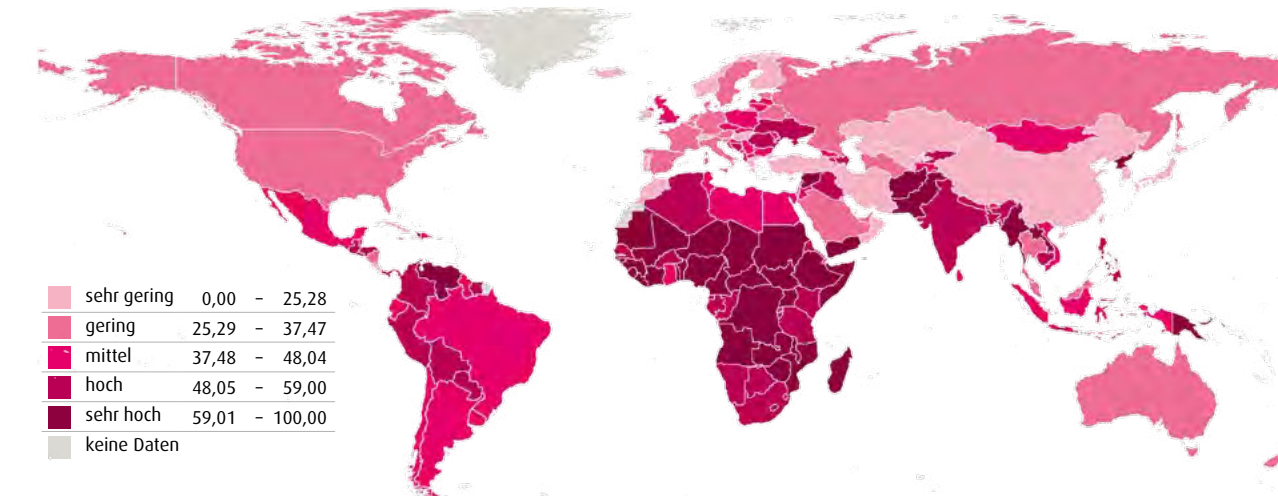 sehr gering 0,00 – 25,28
gering 25,29 – 37,47
mittel 37,48 – 48,04
hoch 48,05 – 59,00
sehr hoch 59,01 – 100,00
keine Daten